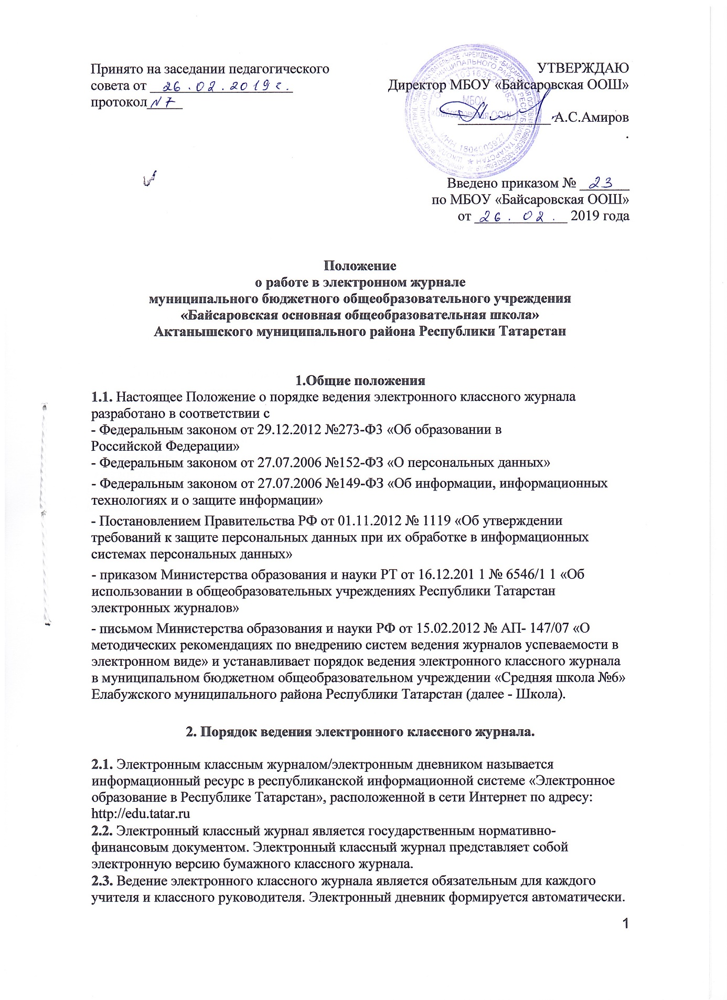 Принято на заседании педагогического
совета от 26.02.2019г.
протокол N7
УТВЕРЖДАЮ
Директор МБОУ «Байсаровская ООШ»
А.С.Амиров
.
МБОУ
«Байсаровская ООШ»
ИНН 1604005927
Введено приказом № 23
по МБОУ «Байсаровская ООШ»
от 26. 02. 2019 года
Положение
о работе в электронном журнале
муниципального бюджетного общеобразовательного учреждения
«Байсаровская основная общеобразовательная школа»
Актанышского муниципального района Республики Татарстан
1.Общие положения
1.1. Настоящее Положение о порядке ведения электронного классного журнала
разработано в соответствии с
- Федеральным законом от 29.12.2012 №273-ФЗ «Об образовании в
Российской Федерации»
- Федеральным законом от 27.07.2006 №152-ФЗ «О персональных данных»
- Федеральным законом от 27.07.2006 №149-ФЗ «Об информации, информационных
технологиях и о защите информации»
- Постановлением Правительства РФ от 01.11.2012 № 1119 «Об утверждении
требований к защите персональных данных при их обработке в информационных
системах персональных данных»
- приказом Министерства образования и науки РТ от 16.12.201 1 № 6546/1 1 «Об
использовании в общеобразовательных учреждениях Республики Татарстан
электронных журналов»
- письмом Министерства образования и науки РФ от 15.02.2012 № АП- 147/07 «О
методических рекомендациях по внедрению систем ведения журналов успеваемости в
электронном виде» и устанавливает порядок ведения электронного классного журнала
в муниципальном бюджетном общеобразовательном учреждении «Средняя школа №6»
Елабужского муниципального района Республики Татарстан (далее - Школа).
2. Порядок ведения электронного классного журнала.
2.1. Электронным классным журналом/электронным дневником называется
информационный ресурс в республиканской информационной системе «Электронное
образование в Республике Татарстан», расположенной в сети Интернет по адресу:
http://edu.tatar.ru
2.2. Электронный классный журнал является государственным нормативно-
финансовым документом. Электронный классный журнал представляет собой
электронную версию бумажного классного журнала.
2.3. Ведение электронного классного журнала является обязательным для каждого
учителя и классного руководителя. Электронный дневник формируется автоматически.
1